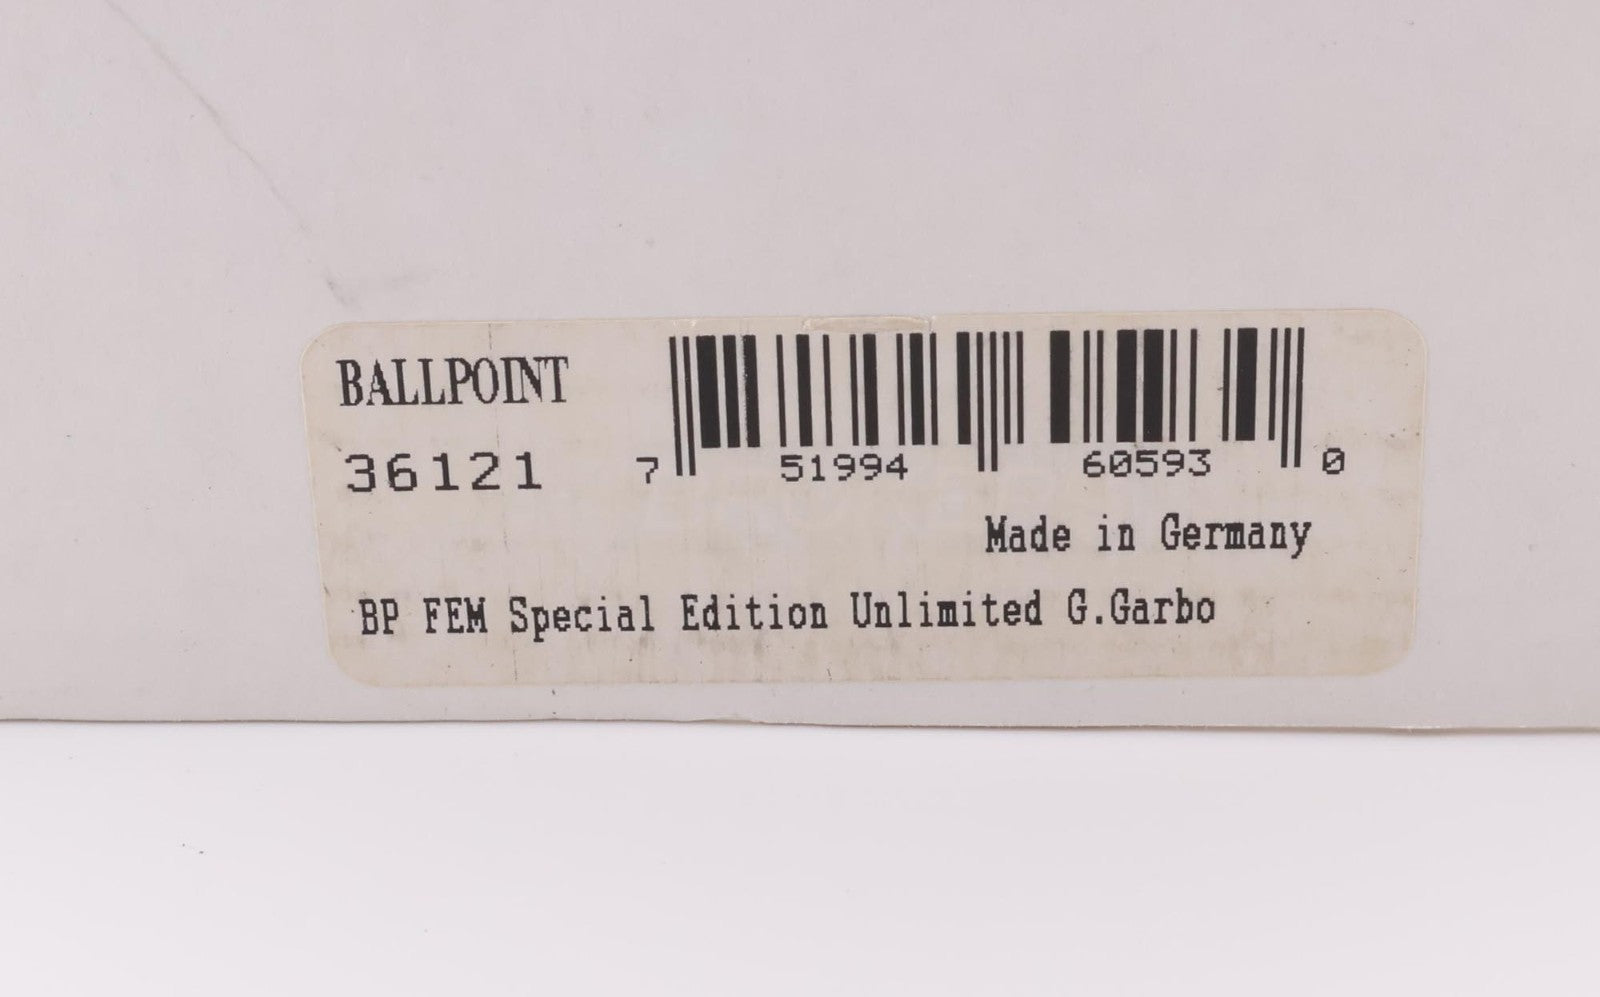 BALLPOINT
36121
7 51994 60593 0
Made in Germany
BP FEM Special Edition Unlimited G.Garbo